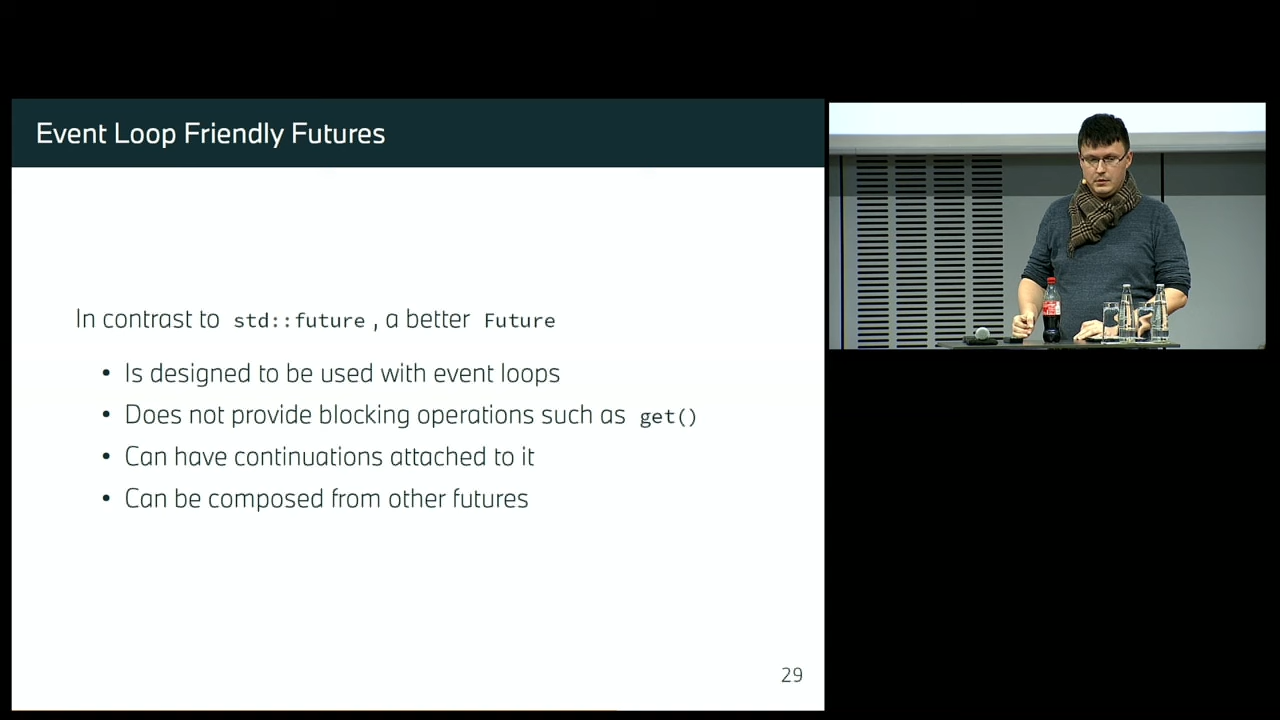 Event Loop Friendly Futures
In contrast to std::future, a better Future
• Is designed to be used with event loops
• Does not provide blocking operations such as get()
• Can have continuations attached to it
• Can be composed from other futures
29